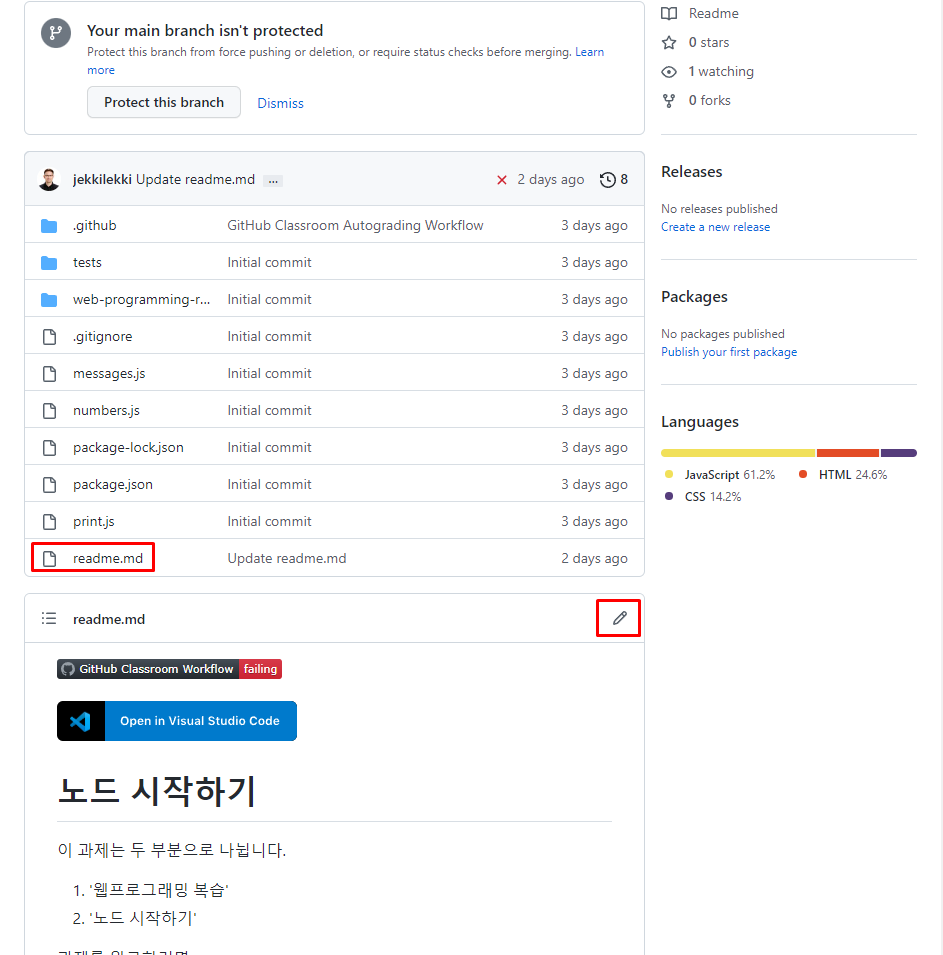 Your main branch isn't protected
Protect this branch from force pushing or deletion, or require status checks before merging. Learn
more
Protect this branch Dismiss
jekkilekki Update readme.md ... 2 days ago 8
.github GitHub Classroom Autograding Workflow 3 days ago
tests Initial commit 3 days ago
web-programming-r... Initial commit 3 days ago
.gitignore Initial commit 3 days ago
messages.js Initial commit 3 days ago
numbers.js Initial commit 3 days ago
package-lock.json Initial commit 3 days ago
package.json Initial commit 3 days ago
print.js Initial commit 3 days ago
readme.md Update readme.md 2 days ago
readme.md
GitHub Classroom Workflow failing
Open in Visual Studio Code
노드 시작하기
이 과제는 두 부분으로 나뉩니다.
1. '웹프로그래밍 복습'
2. '노드 시작하기'
Readme
0 stars
1 watching
0 forks
Releases
No releases published
Create a new release
Packages
No packages published
Publish your first package
Languages
JavaScript 61.2% HTML 24.6%
CSS 14.2%